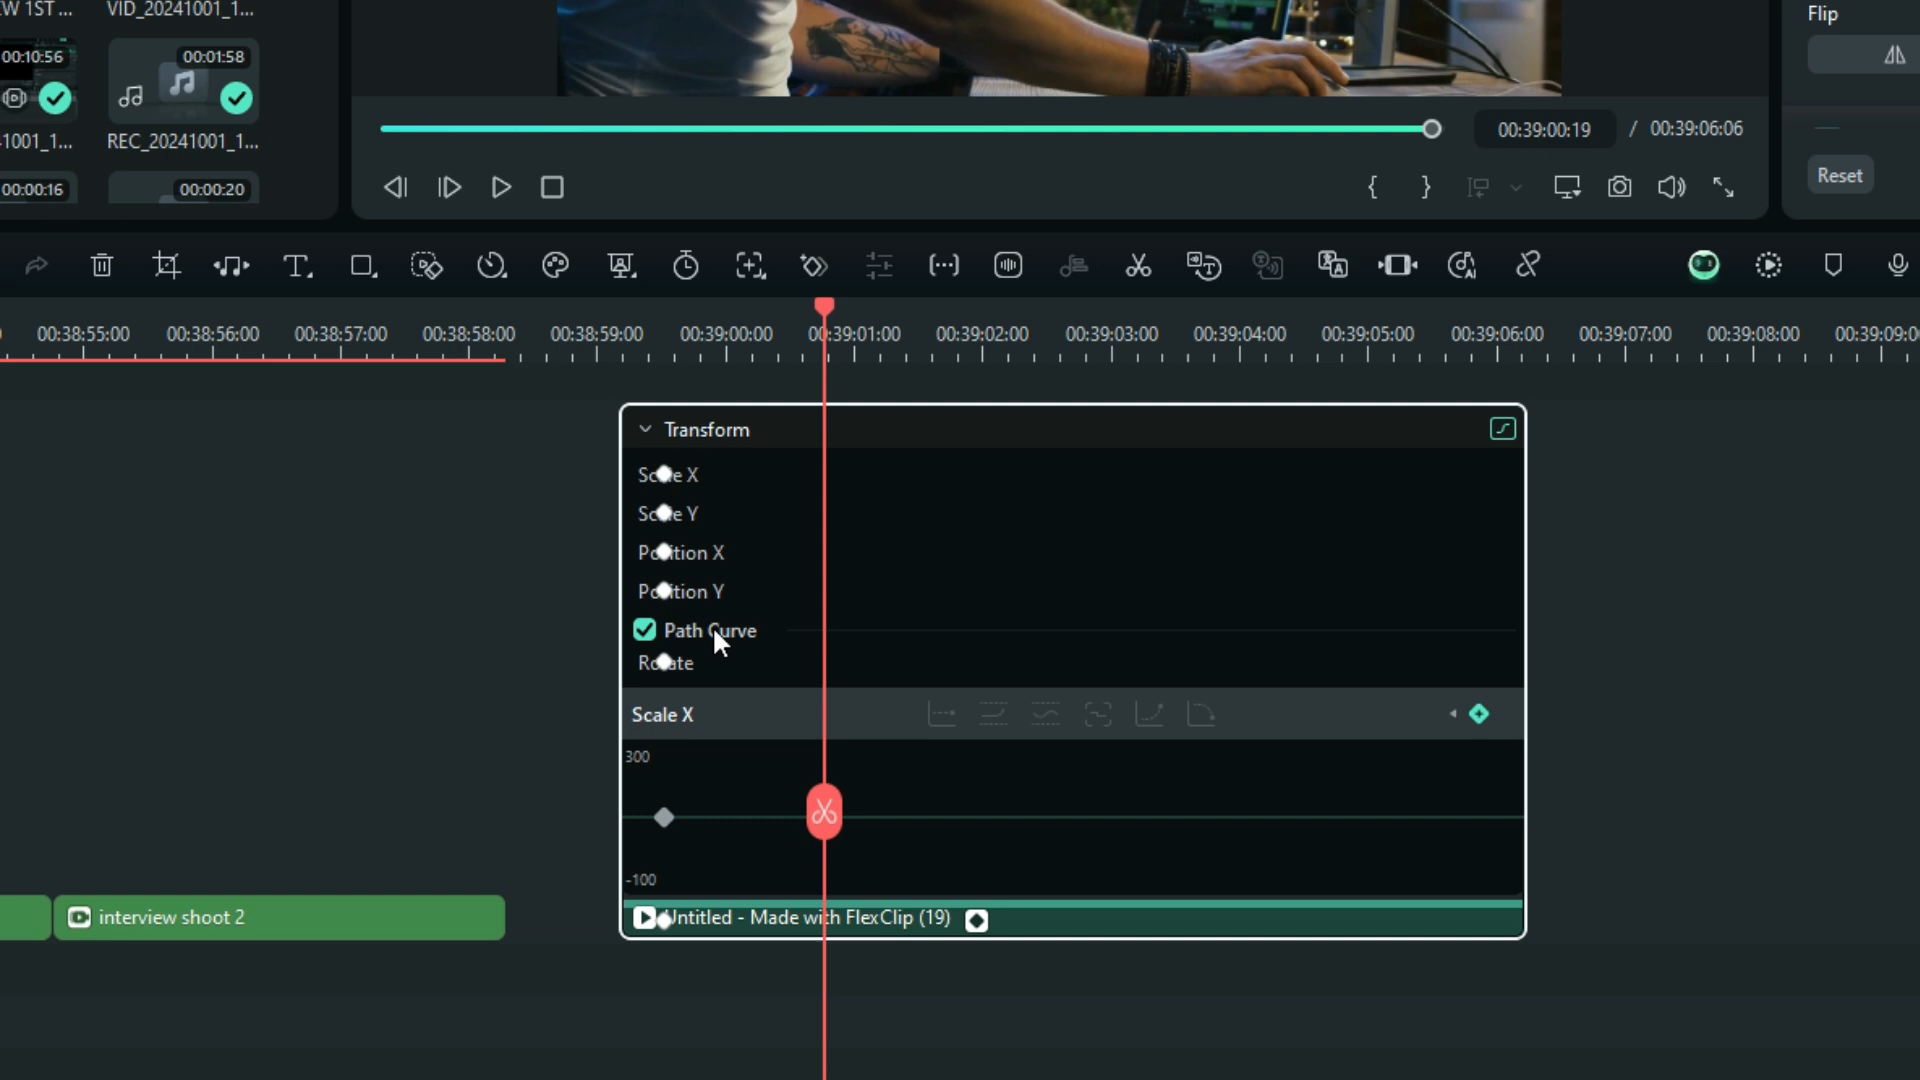 W 1ST ...
VID_20241001_1...
00:10:56
00:01:58
1001_1...
REC_20241001_1...
00:00:16
00:00:20
00:39:00:19 / 00:39:06:06
Flip
Reset
00:38:55:00 00:38:56:00 00:38:57:00 00:38:58:00 00:38:59:00 00:39:00:00 00:39:01:00 00:39:02:00 00:39:03:00 00:39:04:00 00:39:05:00 00:39:06:00 00:39:07:00 00:39:08:00 00:39:09:0
Transform
Scale X
Scale Y
Position X
Position Y
Path Curve
Rotate
Scale X
300
-100
interview shoot 2
Untitled - Made with FlexClip (19)